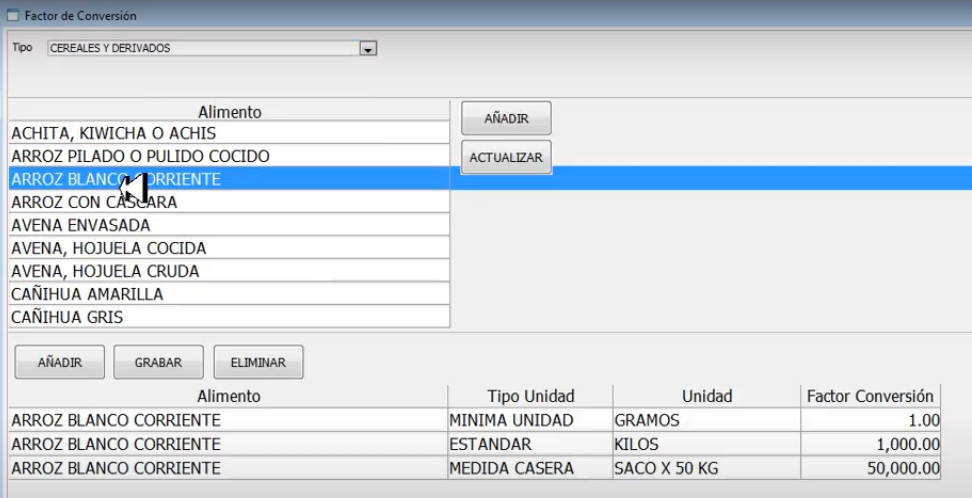 Factor de Conversión
Tipo CEREALES Y DERIVADOS
Alimento
AÑADIR
ACTUALIZAR
ACHITA, KIWICHA O ACHIS
ARROZ PILADO O PULIDO COCIDO
ARROZ BLANCO CORRIENTE
ARROZ CON CÁSCARA
AVENA ENVASADA
AVENA, HOJUELA COCIDA
AVENA, HOJUELA CRUDA
CAÑIHUA AMARILLA
CAÑIHUA GRIS
AÑADIR GRABAR ELIMINAR
Alimento Tipo Unidad Unidad Factor Conversión
ARROZ BLANCO CORRIENTE MINIMA UNIDAD GRAMOS 1.00
ARROZ BLANCO CORRIENTE ESTANDAR KILOS 1,000.00
ARROZ BLANCO CORRIENTE MEDIDA CASERA SACO X 50 KG 50,000.00